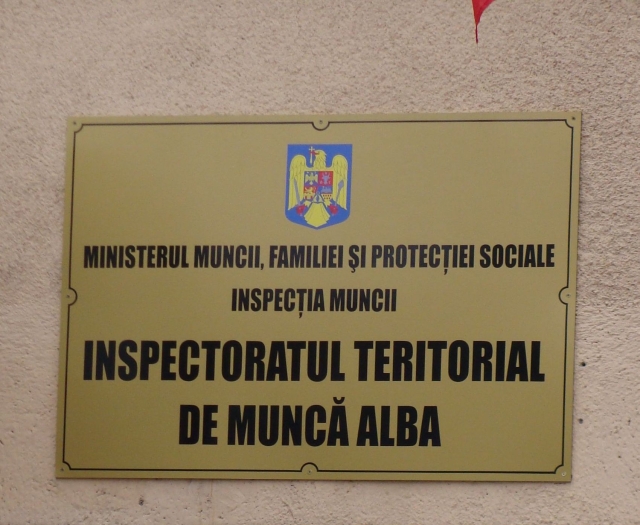 MINISTERUL MUNCII, FAMILIEI ŞI PROTECŢIEI SOCIALE
INSPECŢIA MUNCII
INSPECTORATUL TERITORIAL
DE MUNCĂ ALBA